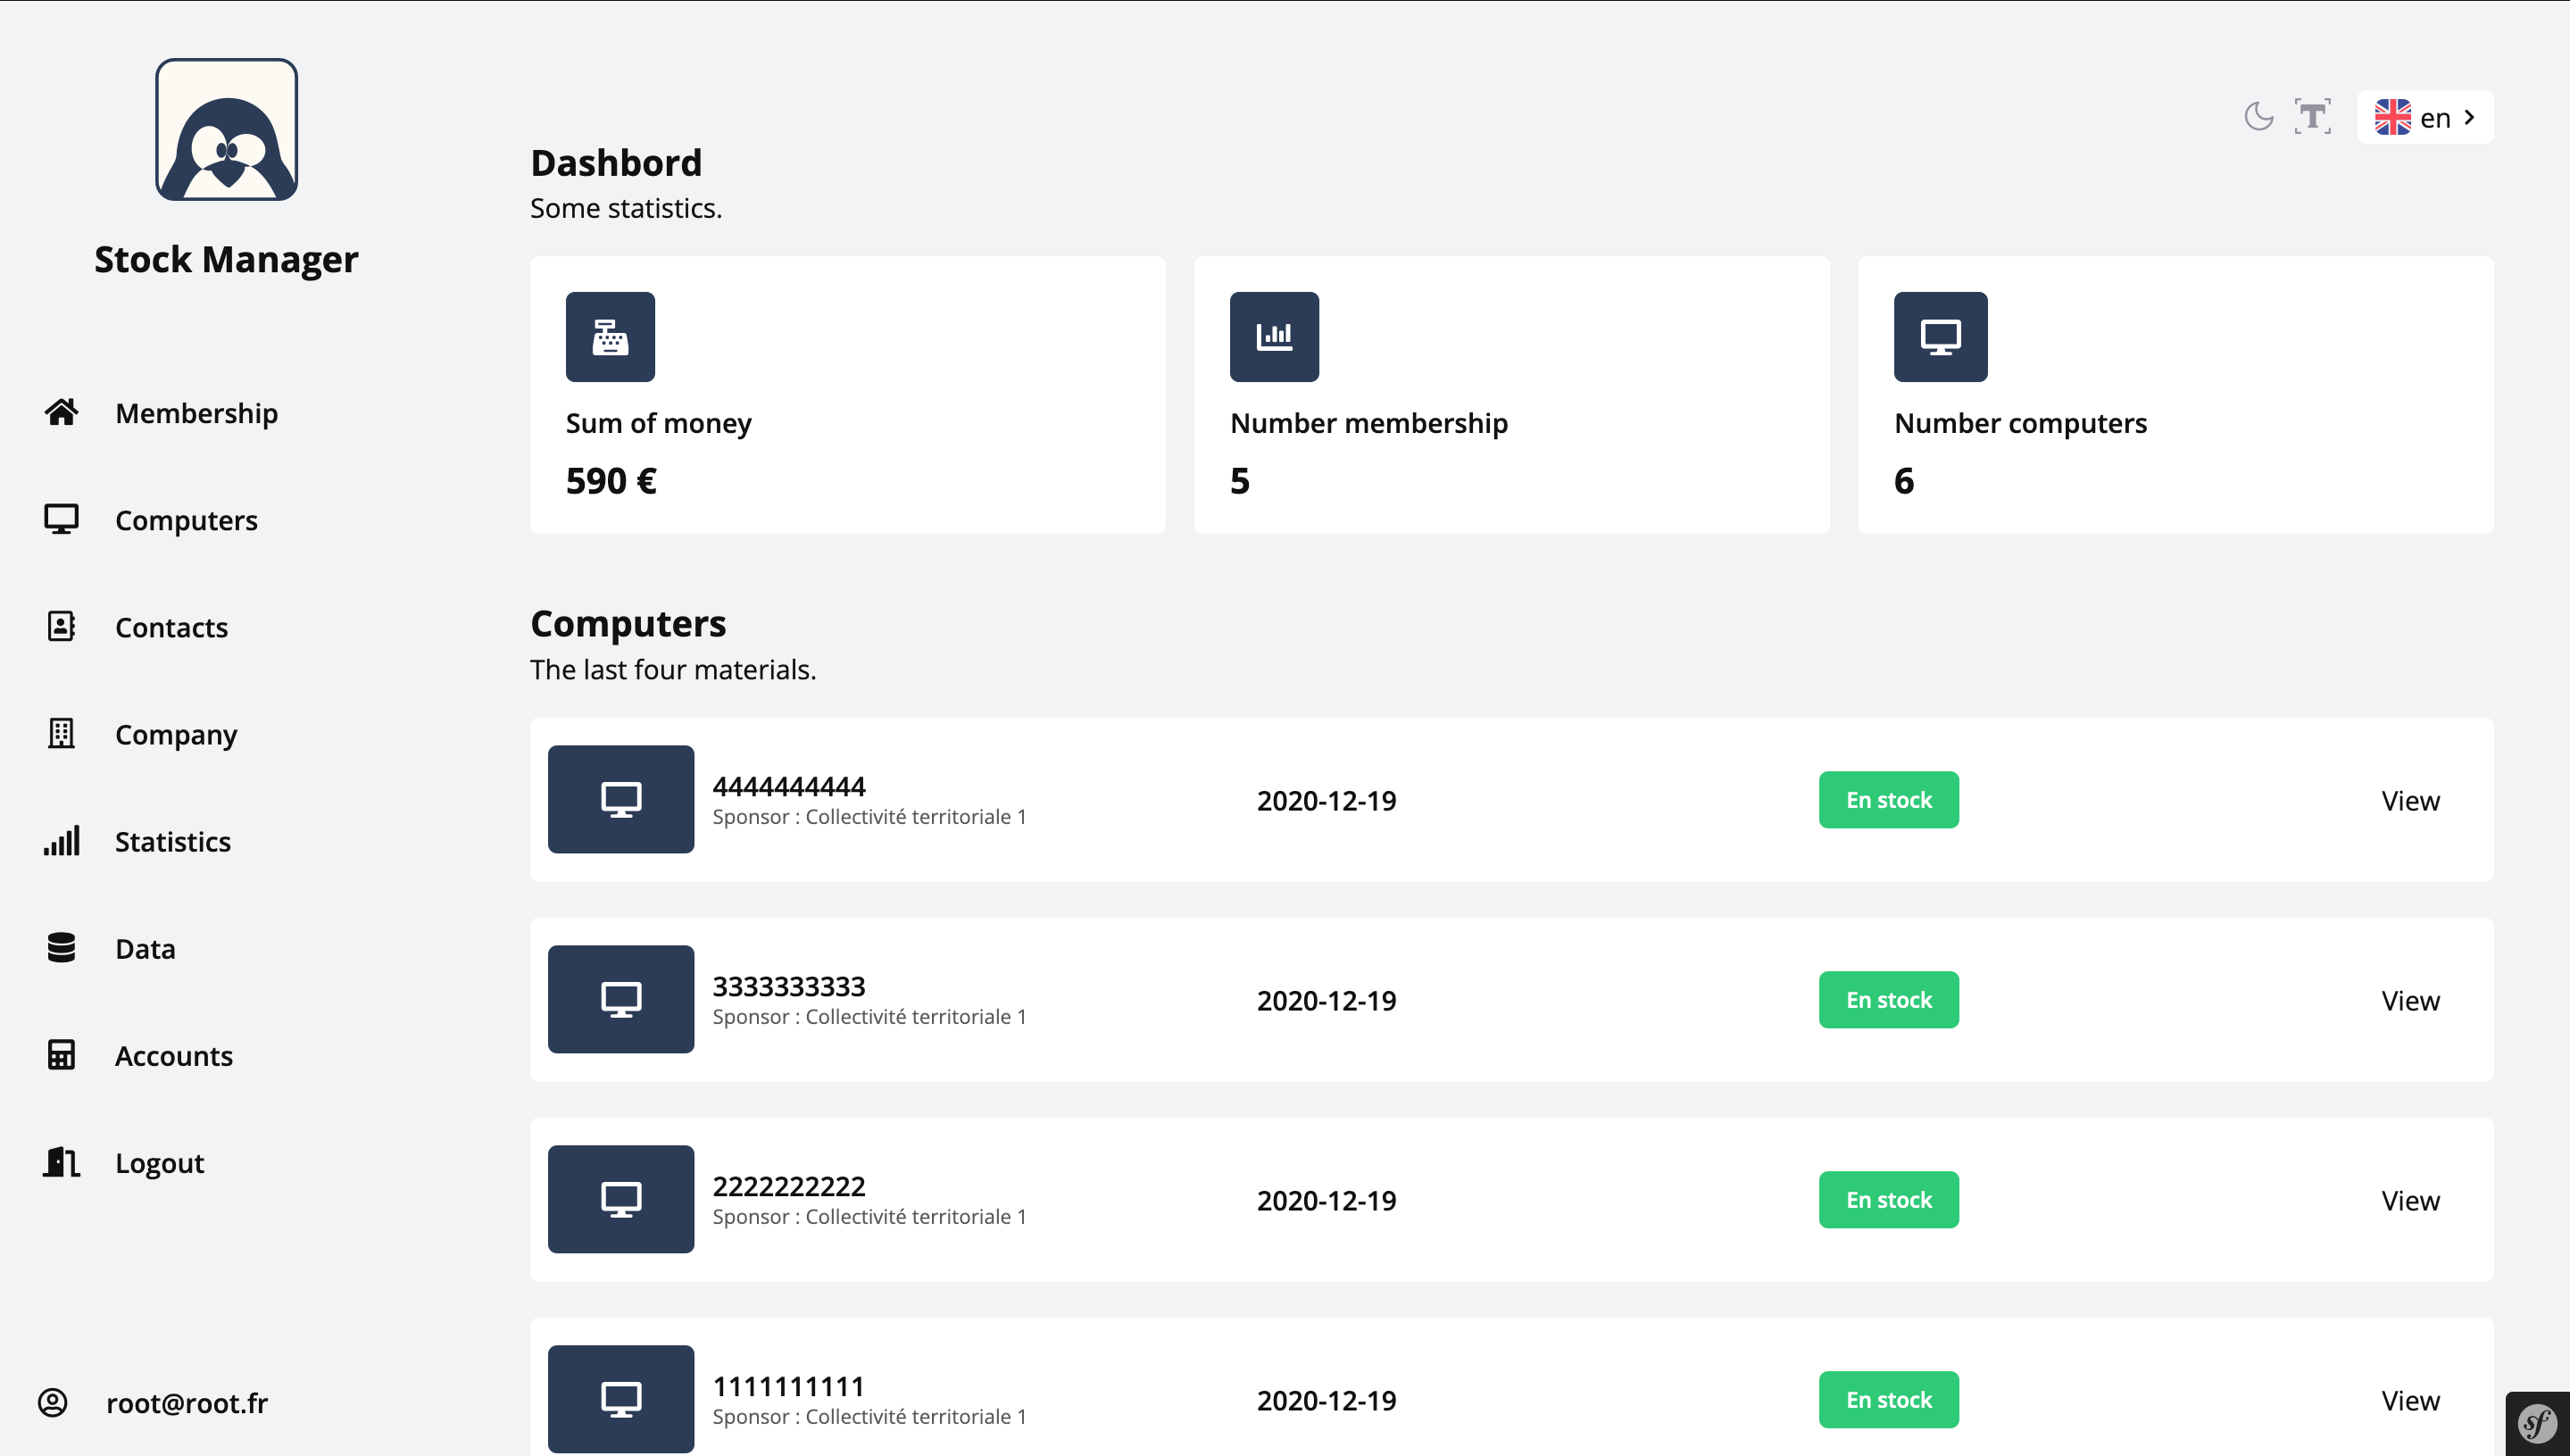 Stock Manager
Membership
Computers
Contacts
Company
Statistics
Data
Accounts
Logout
root@root.fr
T
en
Dashbord
Some statistics.
Sum of money
590 €
Number membership
5
Number computers
6
Computers
The last four materials.
4444444444
Sponsor : Collectivité territoriale 1
2020-12-19
En stock
View
3333333333
Sponsor : Collectivité territoriale 1
2020-12-19
En stock
View
2222222222
Sponsor : Collectivité territoriale 1
2020-12-19
En stock
View
1111111111
Sponsor : Collectivité territoriale 1
2020-12-19
En stock
View
sf